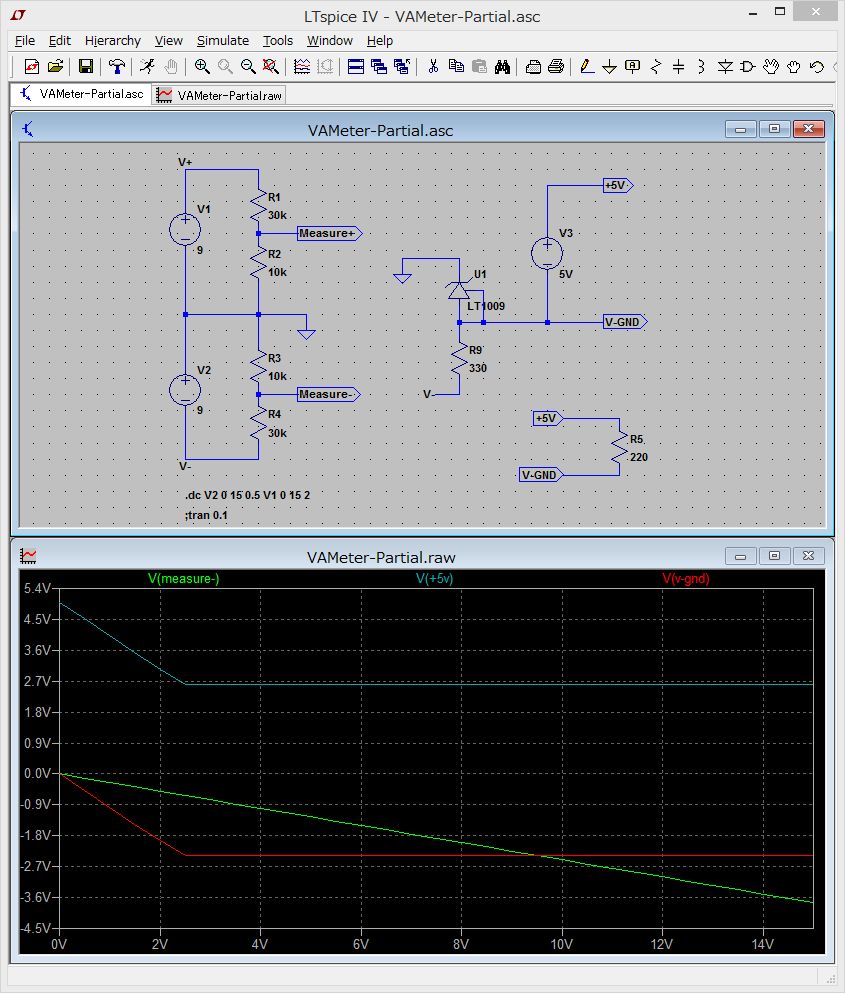 LTspice IV - VAMeter-Partial.asc
File Edit Hierarchy View Simulate Tools Window Help
VAMeter-Partial.asc VAMeter-Partial.raw
VAMeter-Partial.asc
V+
V1
9
R1
30k
Measure+
R2
10k
V2
9
R3
10k
Measure-
R4
30k
V-
.dc V2 0 15 0.5 V1 0 15 2
;tran 0.1
U1
LT1009
R9
330
V-
+5V
V3
5V
V-GND
+5V
R5
220
V-GND
VAMeter-Partial.raw
V(measure-) V(+5v) V(v-gnd)
5.4V
4.5V
3.6V
2.7V
1.8V
0.9V
0.0V
-0.9V
-1.8V
-2.7V
-3.6V
-4.5V
0V 2V 4V 6V 8V 10V 12V 14V